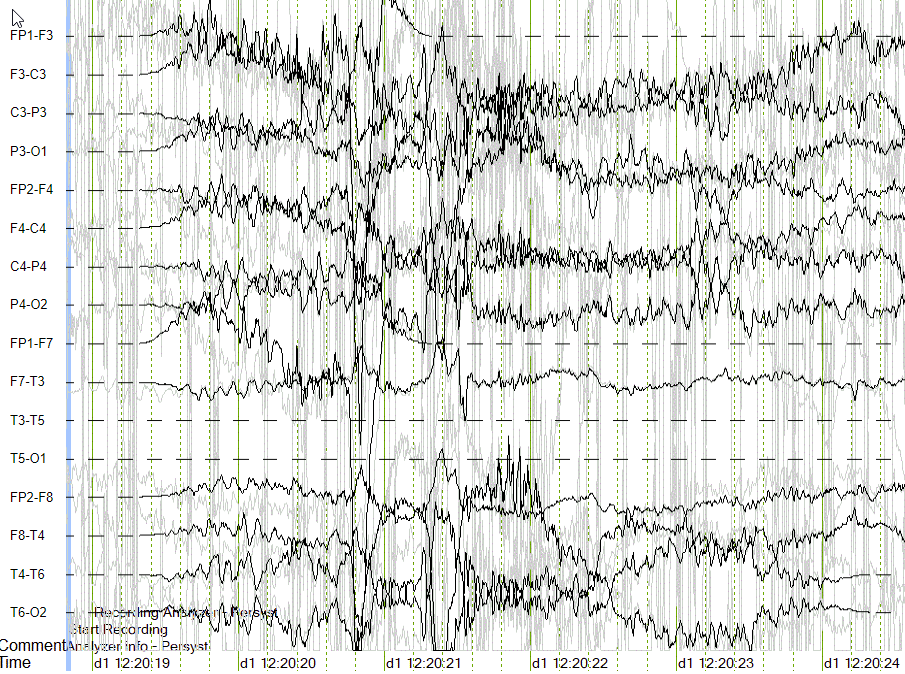 FP1-F3
F3-C3
C3-P3
P3-O1
FP2-F4
F4-C4
C4-P4
P4-O2
FP1-F7
F7-T3
T3-T5
T5-O1
FP2-F8
F8-T4
T4-T6
T6-O2
Recording Analyzer - Persyst
Start Recording
Comment Analyzer Info - Persyst
Time d1 12:20:19 d1 12:20:20 d1 12:20:21 d1 12:20:22 d1 12:20:23 d1 12:20:24